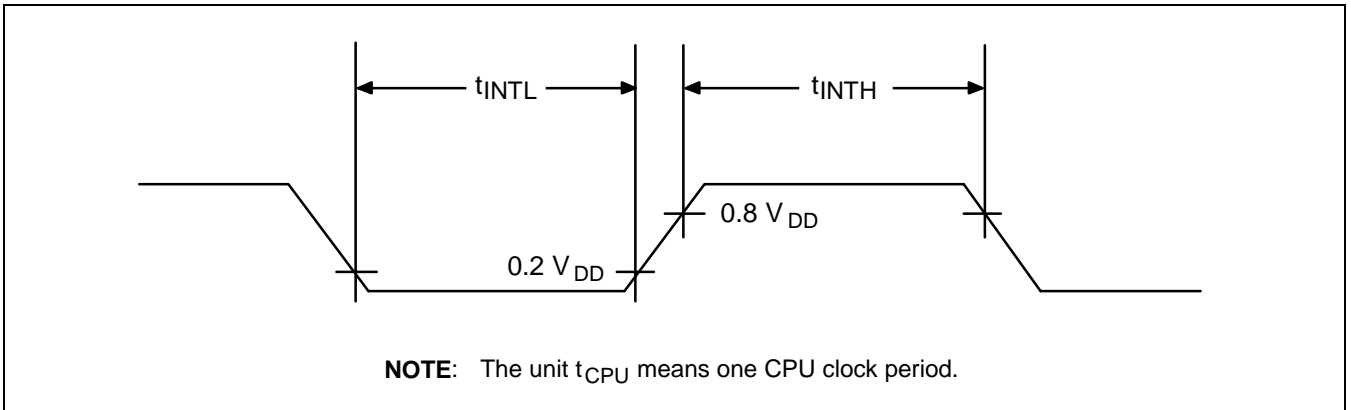 tINTL
tINTH
0.8 VDD
0.2 VDD
NOTE: The unit tCPU means one CPU clock period.